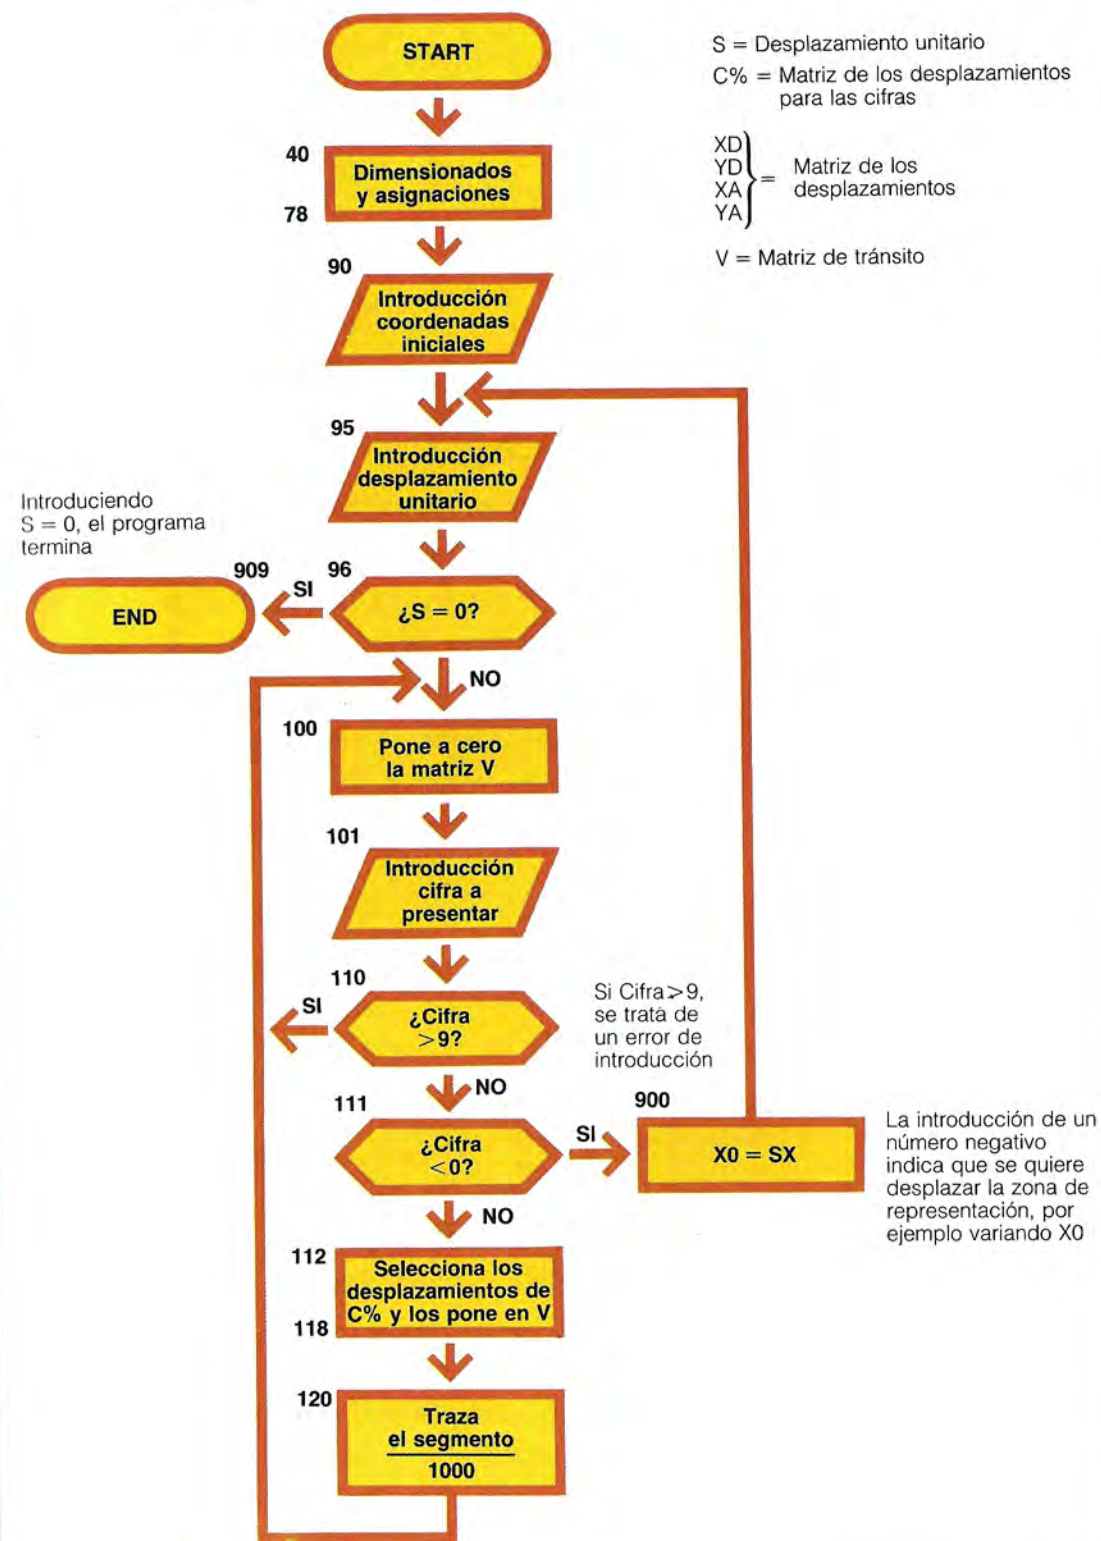 START
S = Desplazamiento unitario
C% = Matriz de los desplazamientos
para las cifras
XD
YD
XA
YA
= Matriz de los
desplazamientos
V = Matriz de tránsito
40
Dimensionados
y asignaciones
78
90
Introducción
coordenadas
iniciales
95
Introducción
desplazamiento
unitario
Introduciendo
S = 0, el programa
termina
909
SI
96
END
¿S = 0?
NO
100
Pone a cero
la matriz V
101
Introducción
cifra a
presentar
110
SI
¿Cifra
>9?
Si Cifra>9,
se trata de
un error de
introducción
NO
111
¿Cifra
<0?
SI
900
X0 = SX
La introducción de un
número negativo
indica que se quiere
desplazar la zona de
representación, por
ejemplo variando X0
NO
112
Selecciona los
desplazamientos de
C% y los pone en V
118
120
Traza
el segmento
1000